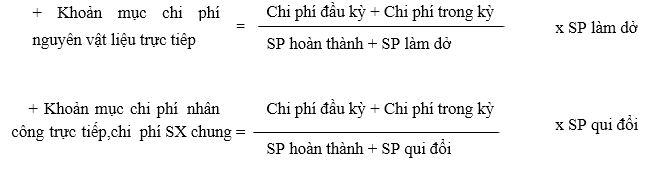 + Khoản mục chi phí
nguyên vật liệu trực tiêp
=
Chi phí đầu kỳ + Chi phí trong kỳ
SP hoàn thành + SP làm dở
x SP làm dở
+ Khoản mục chi phí nhân
công trực tiếp,chi phí SX chung =
Chi phí đầu kỳ + Chi phí trong kỳ
SP hoàn thành + SP qui đổi
x SP qui đổi